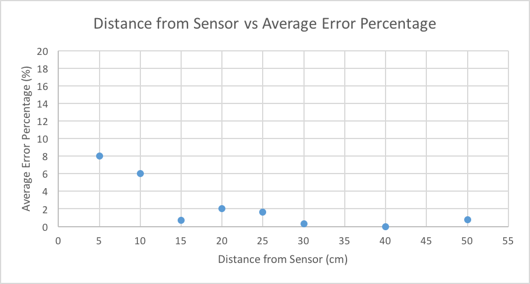 Distance from Sensor vs Average Error Percentage
Average Error Percentage (%)
20
18
16
14
12
10
8
6
4
2
0
0 5 10 15 20 25 30 35 40 45 50 55
Distance from Sensor (cm)